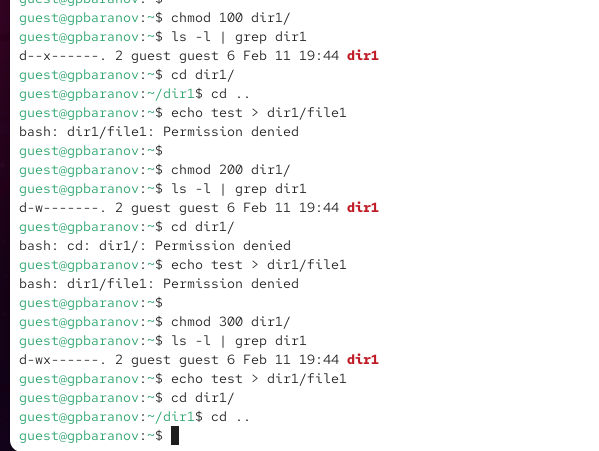 guest@gpbaranov:~$ chmod 100 dir1/
guest@gpbaranov:~$ ls -l | grep dir1
d--x------. 2 guest guest 6 Feb 11 19:44 dir1
guest@gpbaranov:~$ cd dir1/
guest@gpbaranov:~/dir1$ cd ..
guest@gpbaranov:~$ echo test > dir1/file1
bash: dir1/file1: Permission denied
guest@gpbaranov:~$
guest@gpbaranov:~$ chmod 200 dir1/
guest@gpbaranov:~$ ls -l | grep dir1
d-w-------. 2 guest guest 6 Feb 11 19:44 dir1
guest@gpbaranov:~$ cd dir1/
bash: cd: dir1/: Permission denied
guest@gpbaranov:~$ echo test > dir1/file1
bash: dir1/file1: Permission denied
guest@gpbaranov:~$
guest@gpbaranov:~$ chmod 300 dir1/
guest@gpbaranov:~$ ls -l | grep dir1
d-wx------. 2 guest guest 6 Feb 11 19:44 dir1
guest@gpbaranov:~$ echo test > dir1/file1
guest@gpbaranov:~$ cd dir1/
guest@gpbaranov:~/dir1$ cd ..
guest@gpbaranov:~$